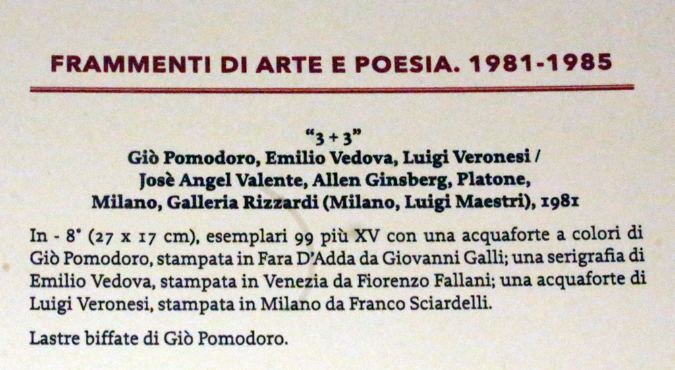 FRAMMENTI DI ARTE E POESIA. 1981-1985
“3 + 3”
Giò Pomodoro, Emilio Vedova, Luigi Veronesi /
Josè Angel Valente, Allen Ginsberg, Platone,
Milano, Galleria Rizzardi (Milano, Luigi Maestri), 1981
In - 8° (27 x 17 cm), esemplari 99 più XV con una acquaforte a colori di
Giò Pomodoro, stampata in Fara D’Adda da Giovanni Galli; una serigrafia di
Emilio Vedova, stampata in Venezia da Fiorenzo Fallani; una acquaforte di
Luigi Veronesi, stampata in Milano da Franco Sciardelli.
Lastre biffate di Giò Pomodoro.